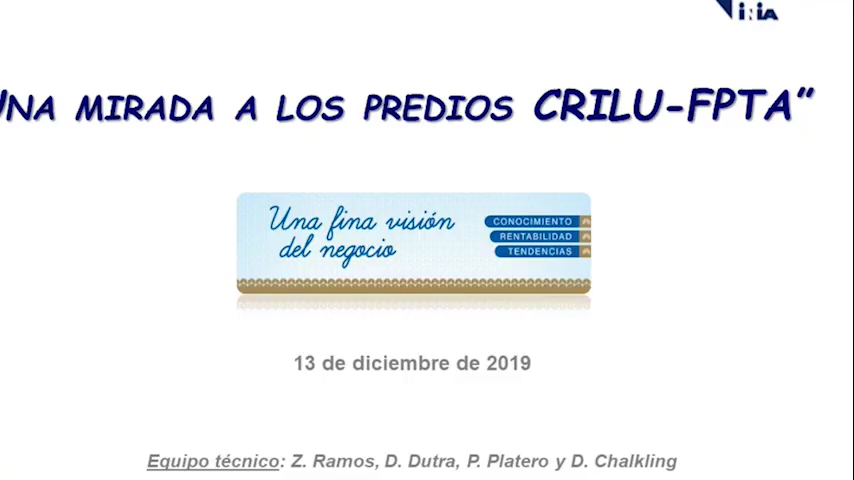 INIA
UNA MIRADA A LOS PREDIOS CRILU-FPTA”
Una fina visión
del negocio
CONOCIMIENTO
RENTABILIDAD
TENDENCIAS
13 de diciembre de 2019
Equipo técnico: Z. Ramos, D. Dutra, P. Platero y D. Chalkling